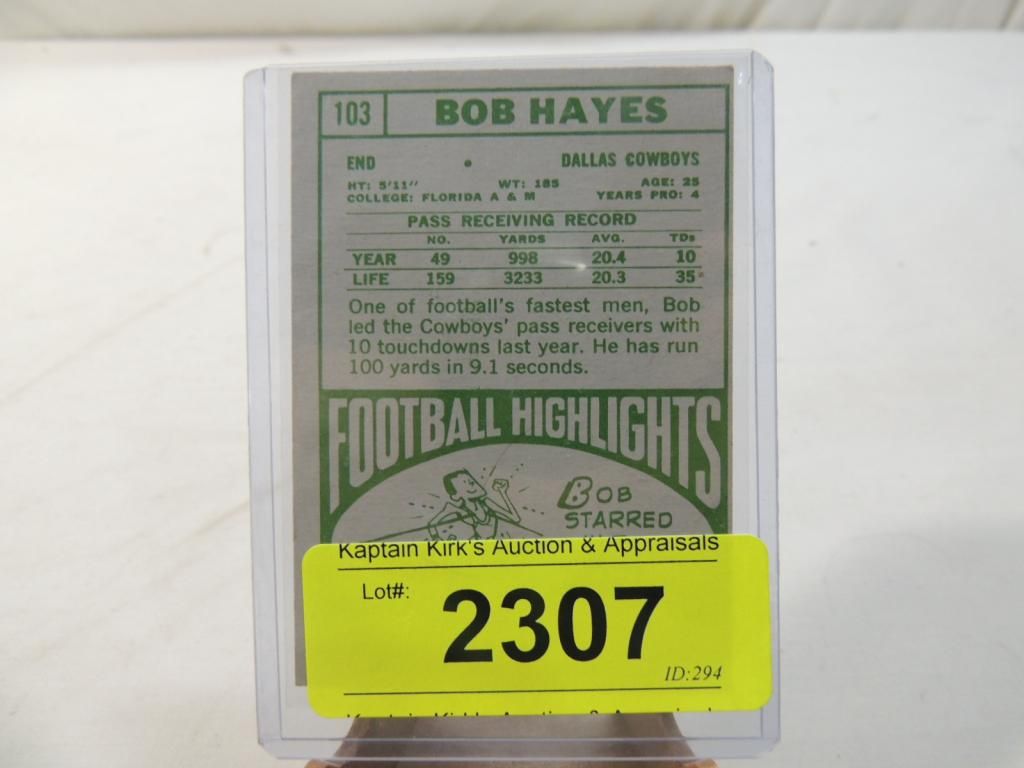 103 BOB HAYES
END • DALLAS COWBOYS
HT: 5'11" WT: 185 AGE: 25
COLLEGE: FLORIDA A & M YEARS PRO: 4
PASS RECEIVING RECORD
NO. YARDS AVG. TDs
YEAR 49 998 20.4 10
LIFE 159 3233 20.3 35
One of football's fastest men, Bob
led the Cowboys' pass receivers with
10 touchdowns last year. He has run
100 yards in 9.1 seconds.
FOOTBALL HIGHLIGHTS
BOB
STARRED
Kaptain Kirk's Auction & Appraisals
Lot#: 2307
ID:294